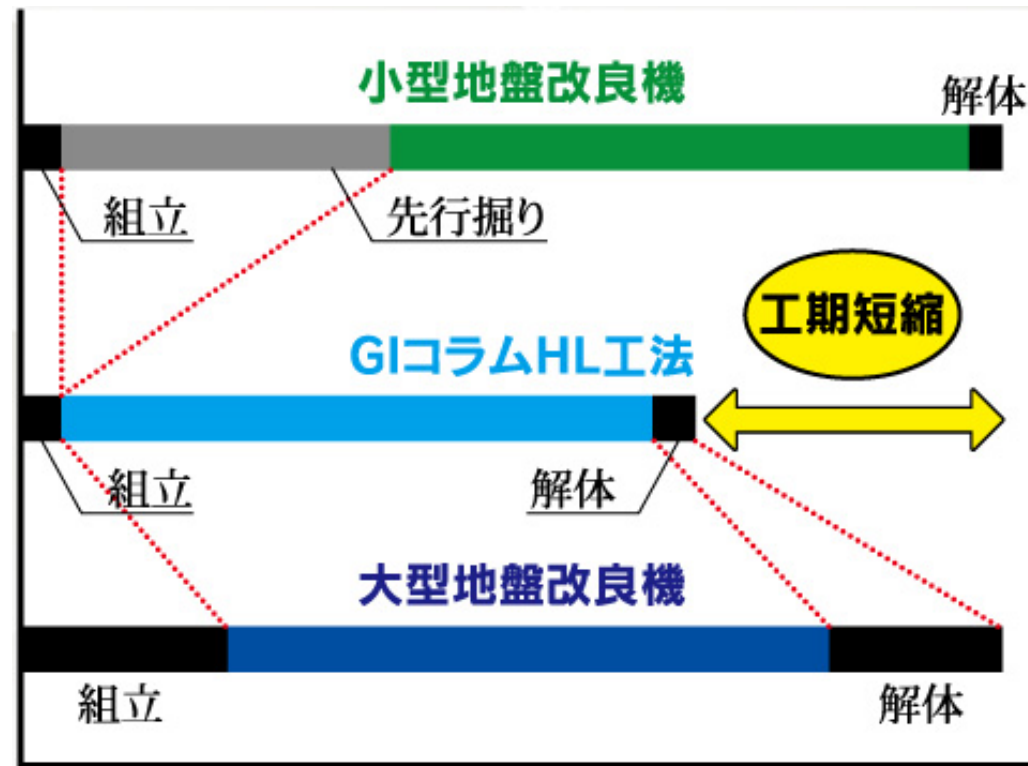 小型地盤改良機
解体
組立
先行掘り
工期短縮
GIコラムHL工法
組立
解体
大型地盤改良機
組立
解体